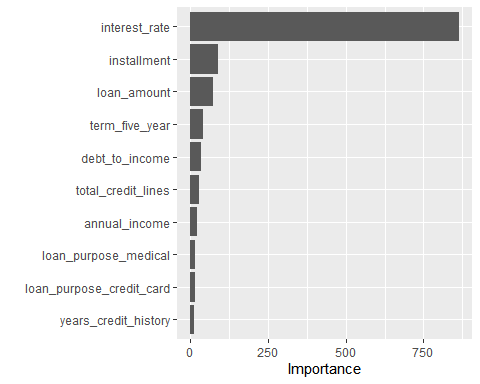 interest_rate
installment
loan_amount
term_five_year
debt_to_income
total_credit_lines
annual_income
loan_purpose_medical
loan_purpose_credit_card
years_credit_history
0 250 500 750
Importance